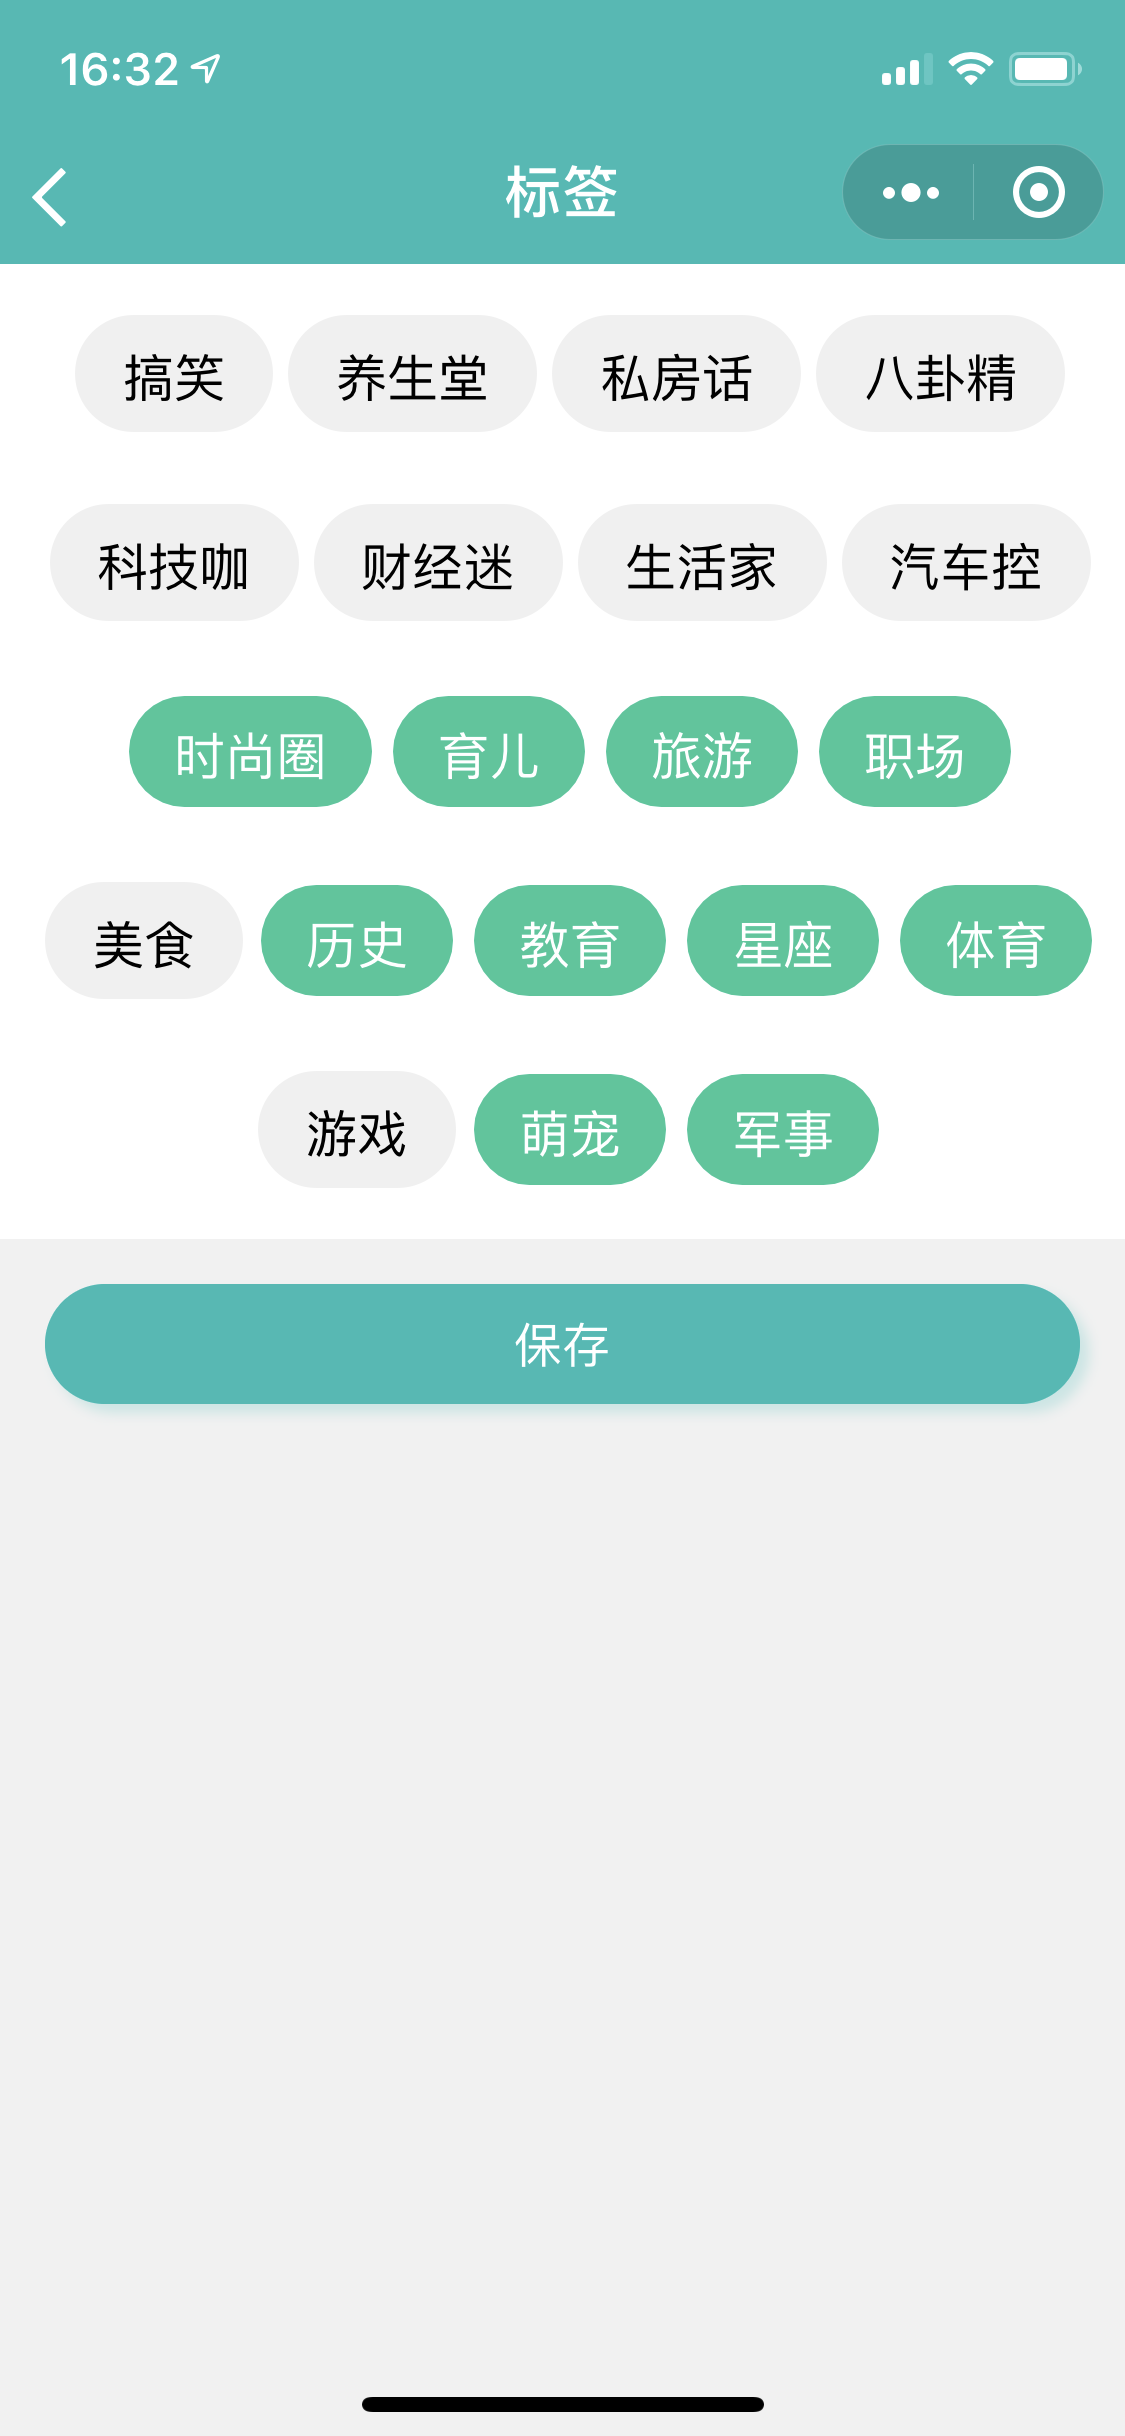 16:32
标签
搞笑 养生堂 私房话 八卦精
科技咖 财经迷 生活家 汽车控
时尚圈 育儿 旅游 职场
美食 历史 教育 星座 体育
游戏 萌宠 军事
保存